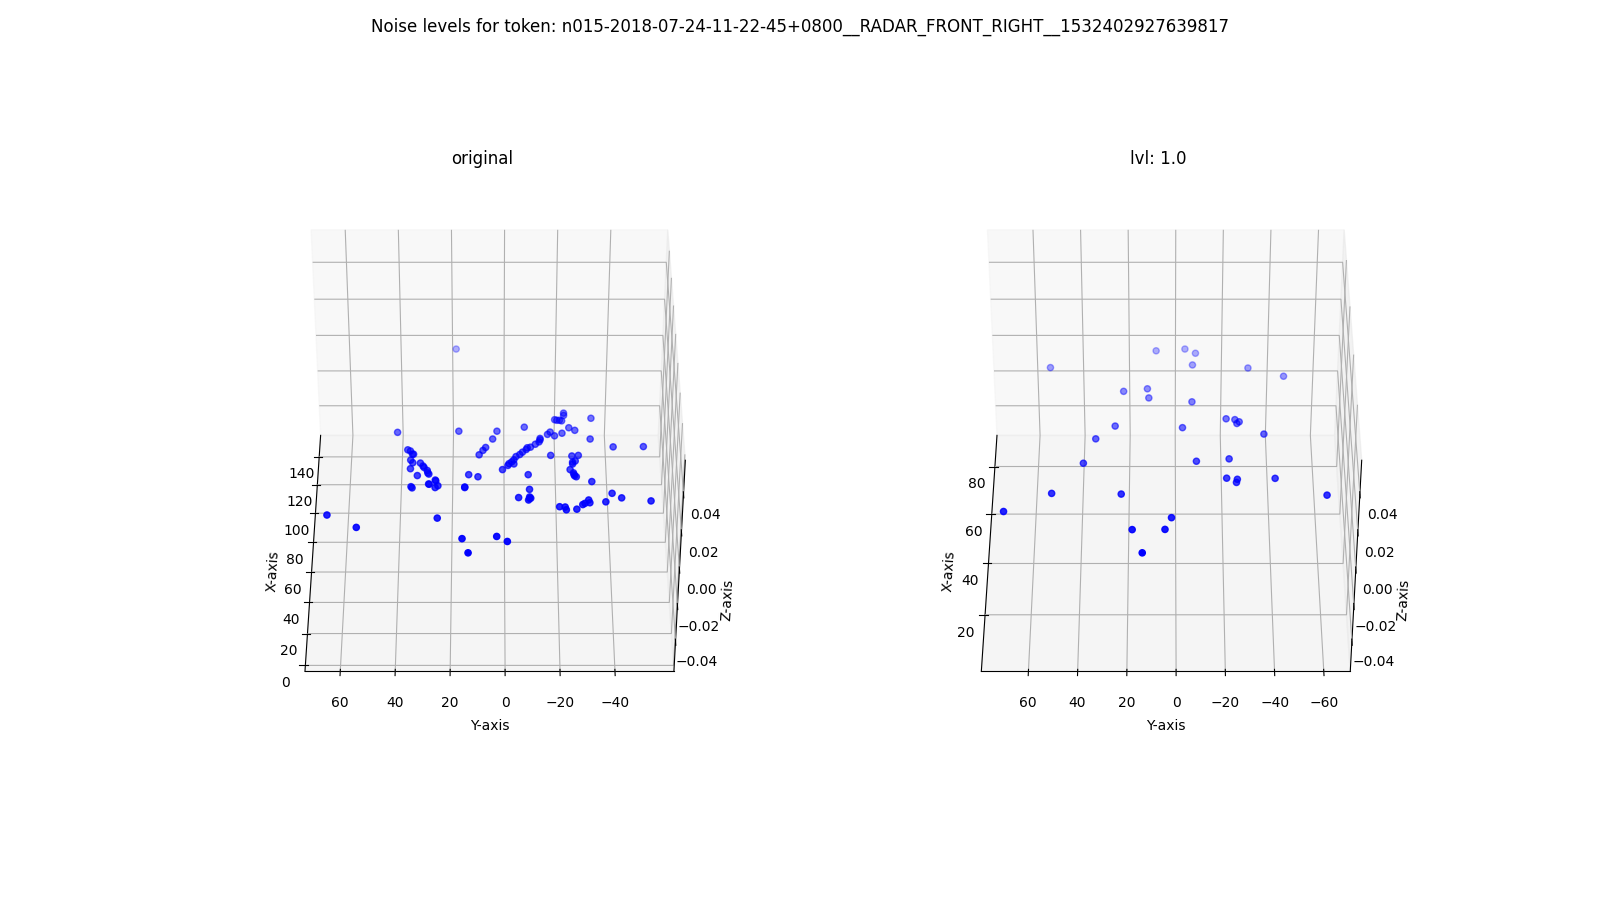 Noise levels for token: n015-2018-07-24-11-22-45+0800__RADAR_FRONT_RIGHT__1532402927639817
original
140
120
100
80
60
40
20
0
X-axis
60 40 20 0 −20 −40
Y-axis
0.04
0.02
0.00
−0.02
−0.04
Z-axis
lvl: 1.0
80
60
40
20
X-axis
60 40 20 0 −20 −40 −60
Y-axis
0.04
0.02
0.00
−0.02
−0.04
Z-axis